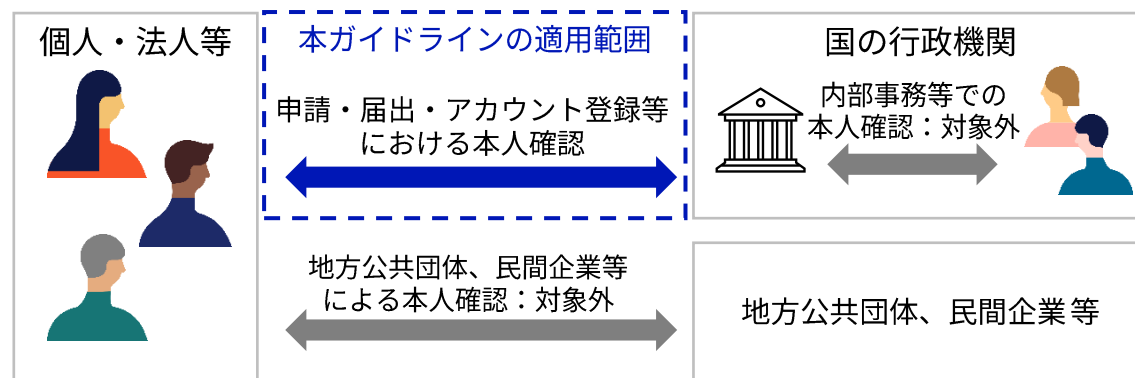 個人・法人等
本ガイドラインの適用範囲
申請・届出・アカウント登録等
における本人確認
国の行政機関
内部事務等での
本人確認：対象外
地方公共団体、民間企業等
による本人確認：対象外
地方公共団体、民間企業等